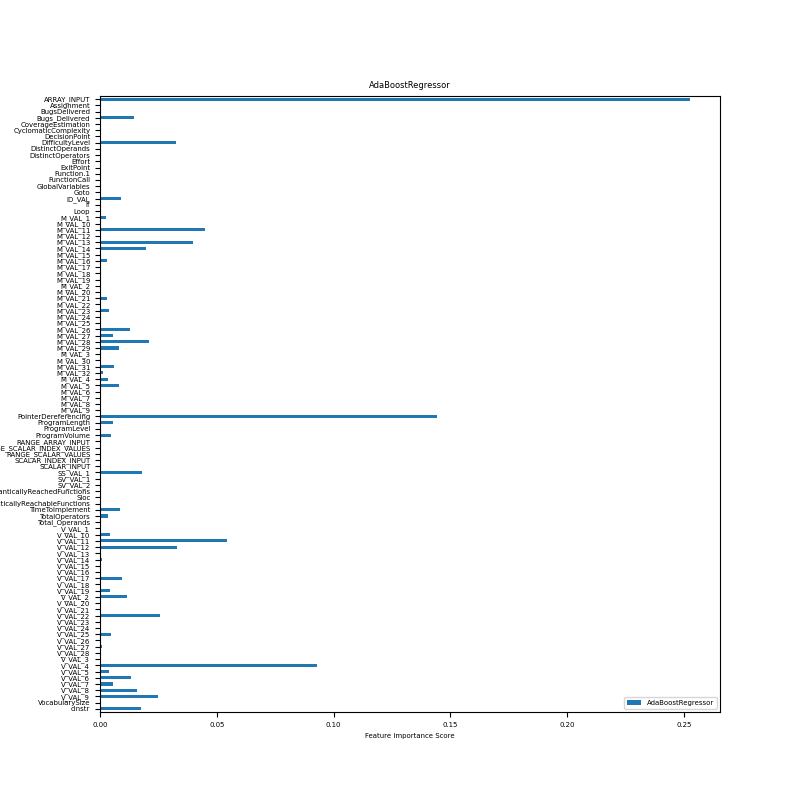 AdaBoostRegressor
ARRAY_INPUT
Assignment
BugsDelivered
Bugs_Delivered
CoverageEstimation
CyclomaticComplexity
DecisionPoint
DifficultyLevel
DistinctOperands
DistinctOperators
Effort
ExitPoint
Function.1
FunctionCall
GlobalVariables
Goto
ID_VAL
If
Loop
M_VAL_1
M_VAL_10
M_VAL_11
M_VAL_12
M_VAL_13
M_VAL_14
M_VAL_15
M_VAL_16
M_VAL_17
M_VAL_18
M_VAL_19
M_VAL_2
M_VAL_20
M_VAL_21
M_VAL_22
M_VAL_23
M_VAL_24
M_VAL_25
M_VAL_26
M_VAL_27
M_VAL_28
M_VAL_29
M_VAL_3
M_VAL_30
M_VAL_31
M_VAL_32
M_VAL_4
M_VAL_5
M_VAL_6
M_VAL_7
M_VAL_8
M_VAL_9
PointerDereferencing
ProgramLength
ProgramLevel
ProgramVolume
RANGE_ARRAY_INPUT
E_SCALAR_INDEX_VALUES
RANGE_SCALAR_VALUES
SCALAR_INDEX_INPUT
SCALAR_INPUT
SS_VAL_1
SV_VAL_1
SV_VAL_2
anticallyReachedFunctions
Sloc
ticallyReachableFunctions
TimeToImplement
TotalOperators
Total_Operands
V_VAL_1
V_VAL_10
V_VAL_11
V_VAL_12
V_VAL_13
V_VAL_14
V_VAL_15
V_VAL_16
V_VAL_17
V_VAL_18
V_VAL_19
V_VAL_2
V_VAL_20
V_VAL_21
V_VAL_22
V_VAL_23
V_VAL_24
V_VAL_25
V_VAL_26
V_VAL_27
V_VAL_28
V_VAL_3
V_VAL_4
V_VAL_5
V_VAL_6
V_VAL_7
V_VAL_8
V_VAL_9
VocabularySize
cinstr
AdaBoostRegressor
0.00 0.05 0.10 0.15 0.20 0.25
Feature Importance Score